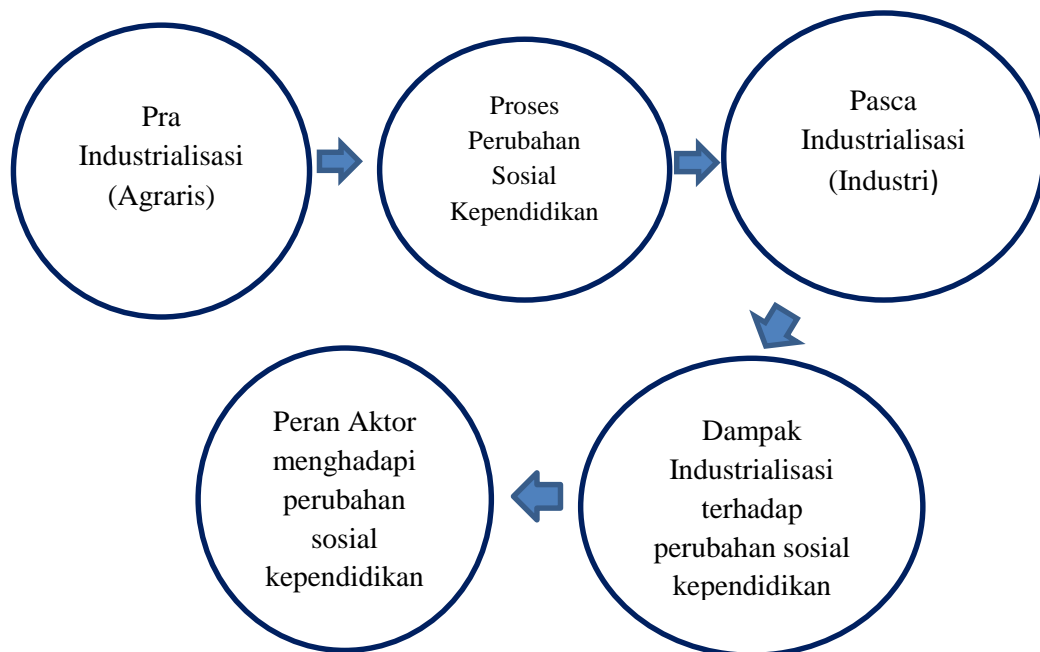 Pra
Industrialisasi
(Agraris)
Proses
Perubahan
Sosial
Kependidikan
Pasca
Industrialisasi
(Industri)
Dampak
Industrialisasi
terhadap
perubahan sosial
kependidikan
Peran Aktor
menghadapi
perubahan
sosial
kependidikan